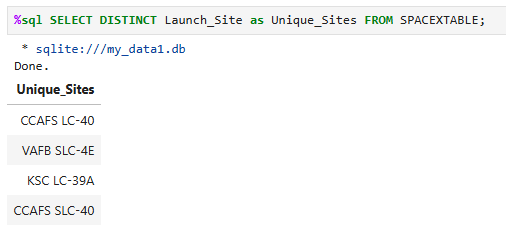 %sql SELECT DISTINCT Launch_Site as Unique_Sites FROM SPACEXTABLE;
* sqlite:///my_data1.db
Done.
Unique_Sites
CCAFS LC-40
VAFB SLC-4E
KSC LC-39A
CCAFS SLC-40